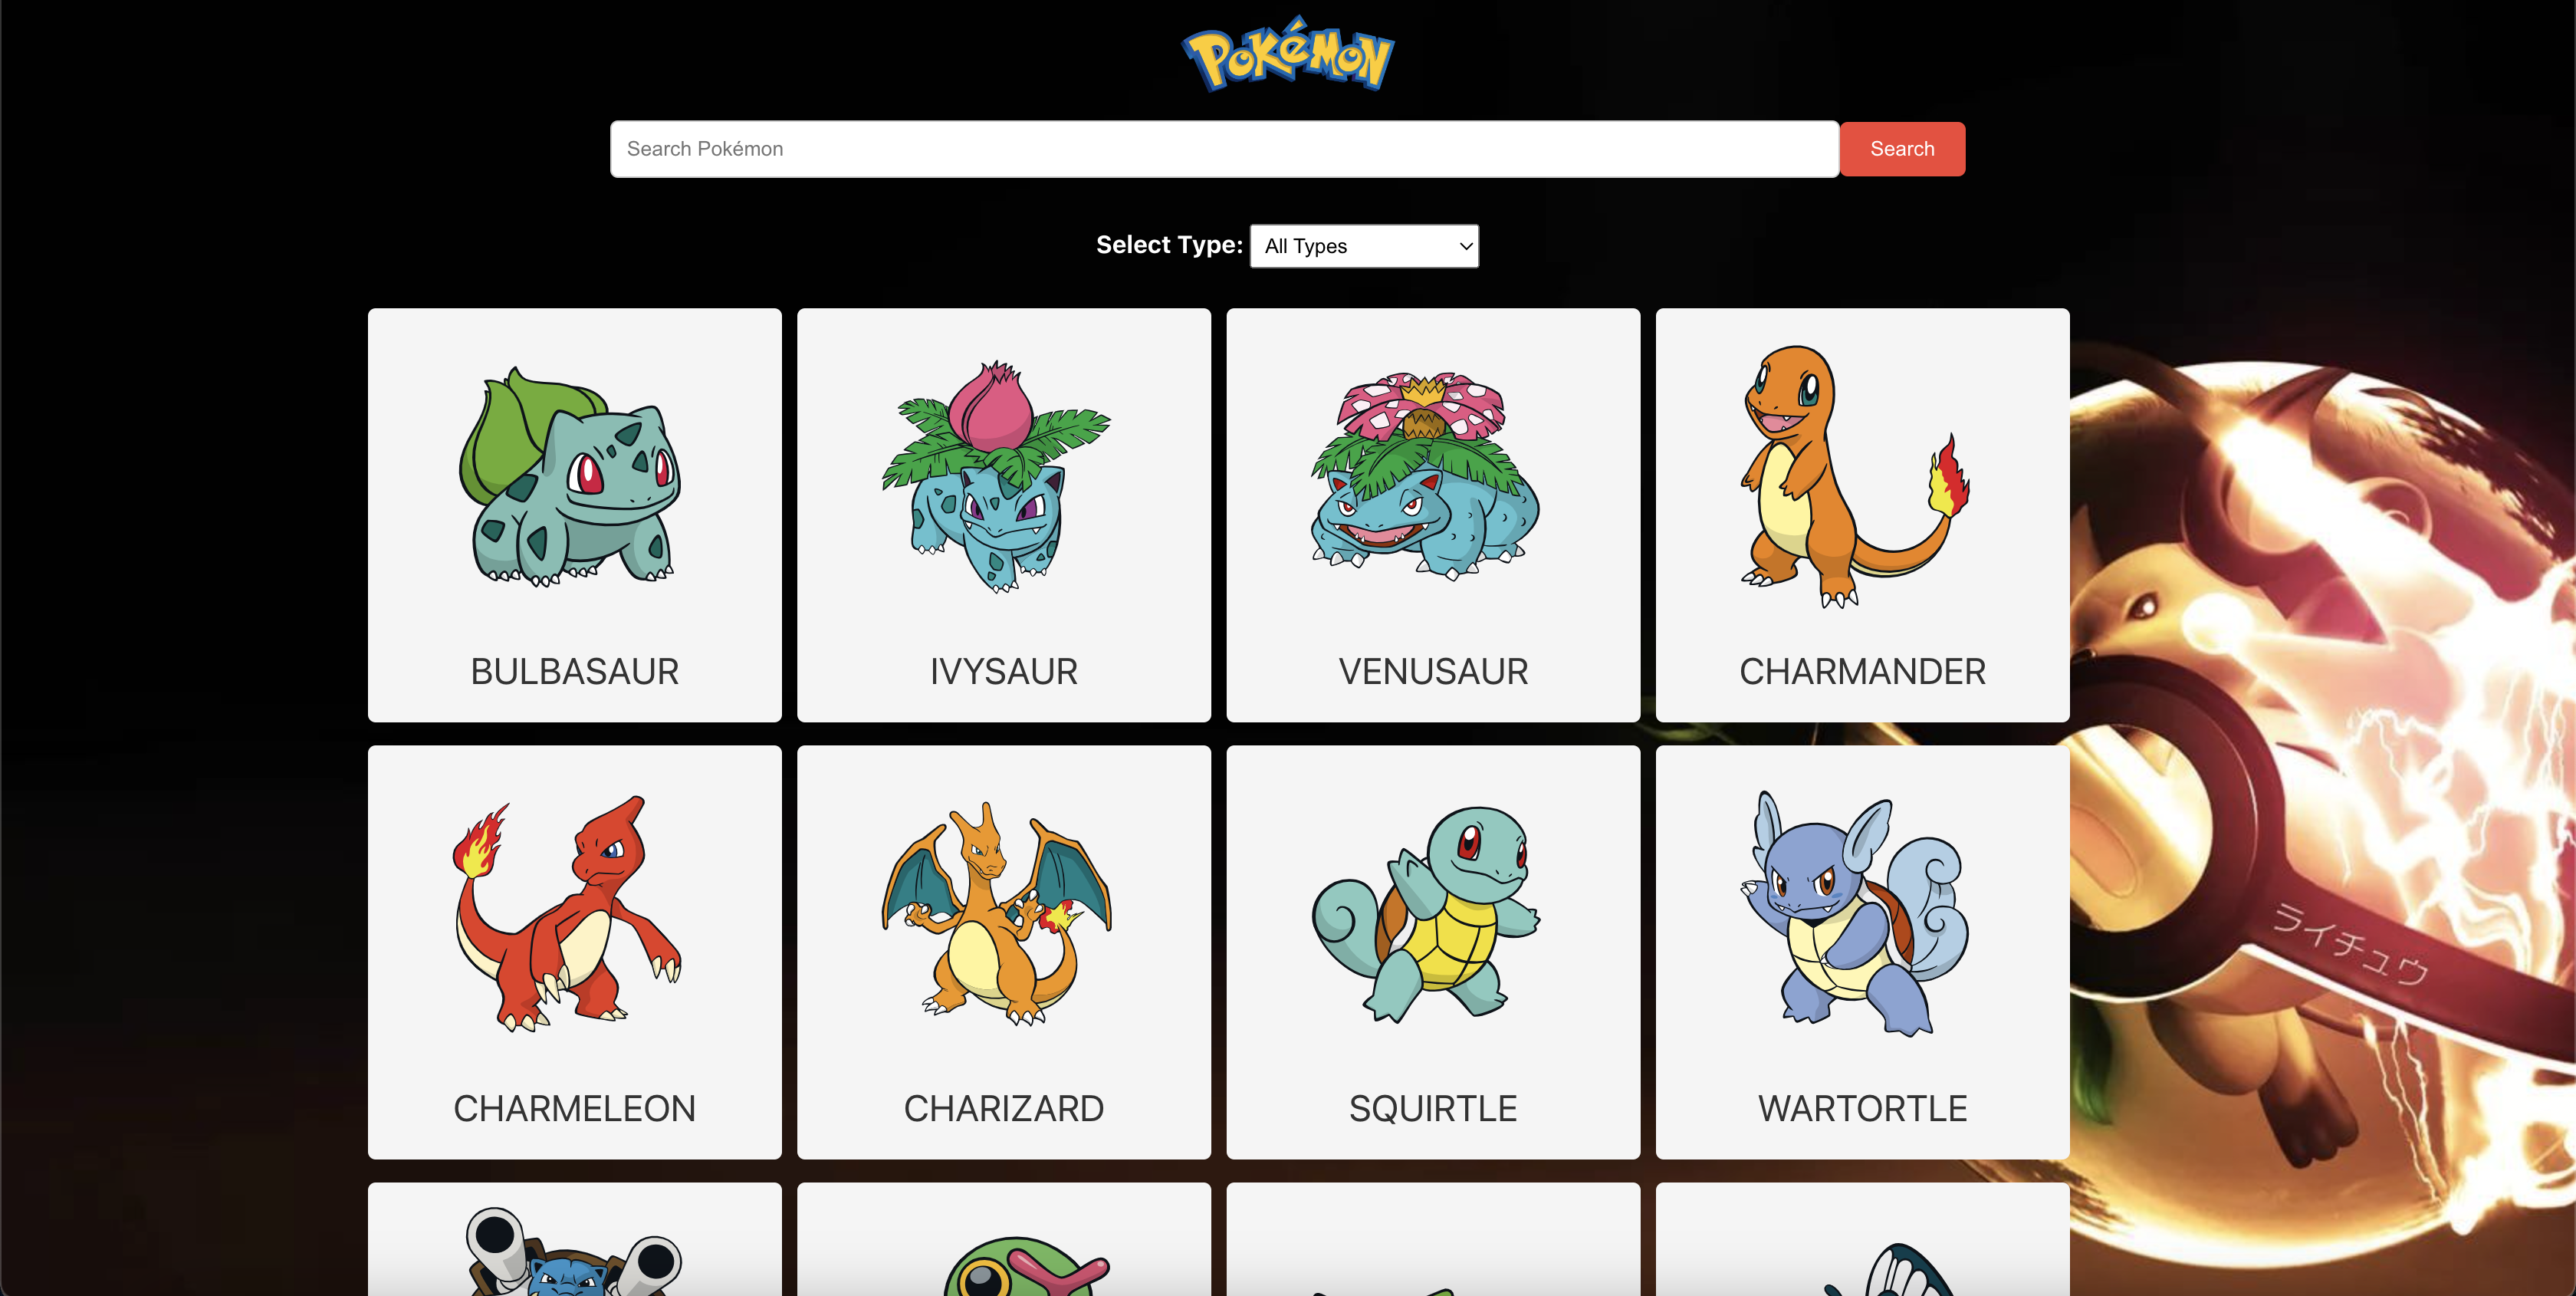 Pokémon
Search Pokémon
Search
Select Type:
All Types
BULBASAUR
IVYSAUR
VENUSAUR
CHARMANDER
CHARMELEON
CHARIZARD
SQUIRTLE
WARTORTLE
ライチュウ